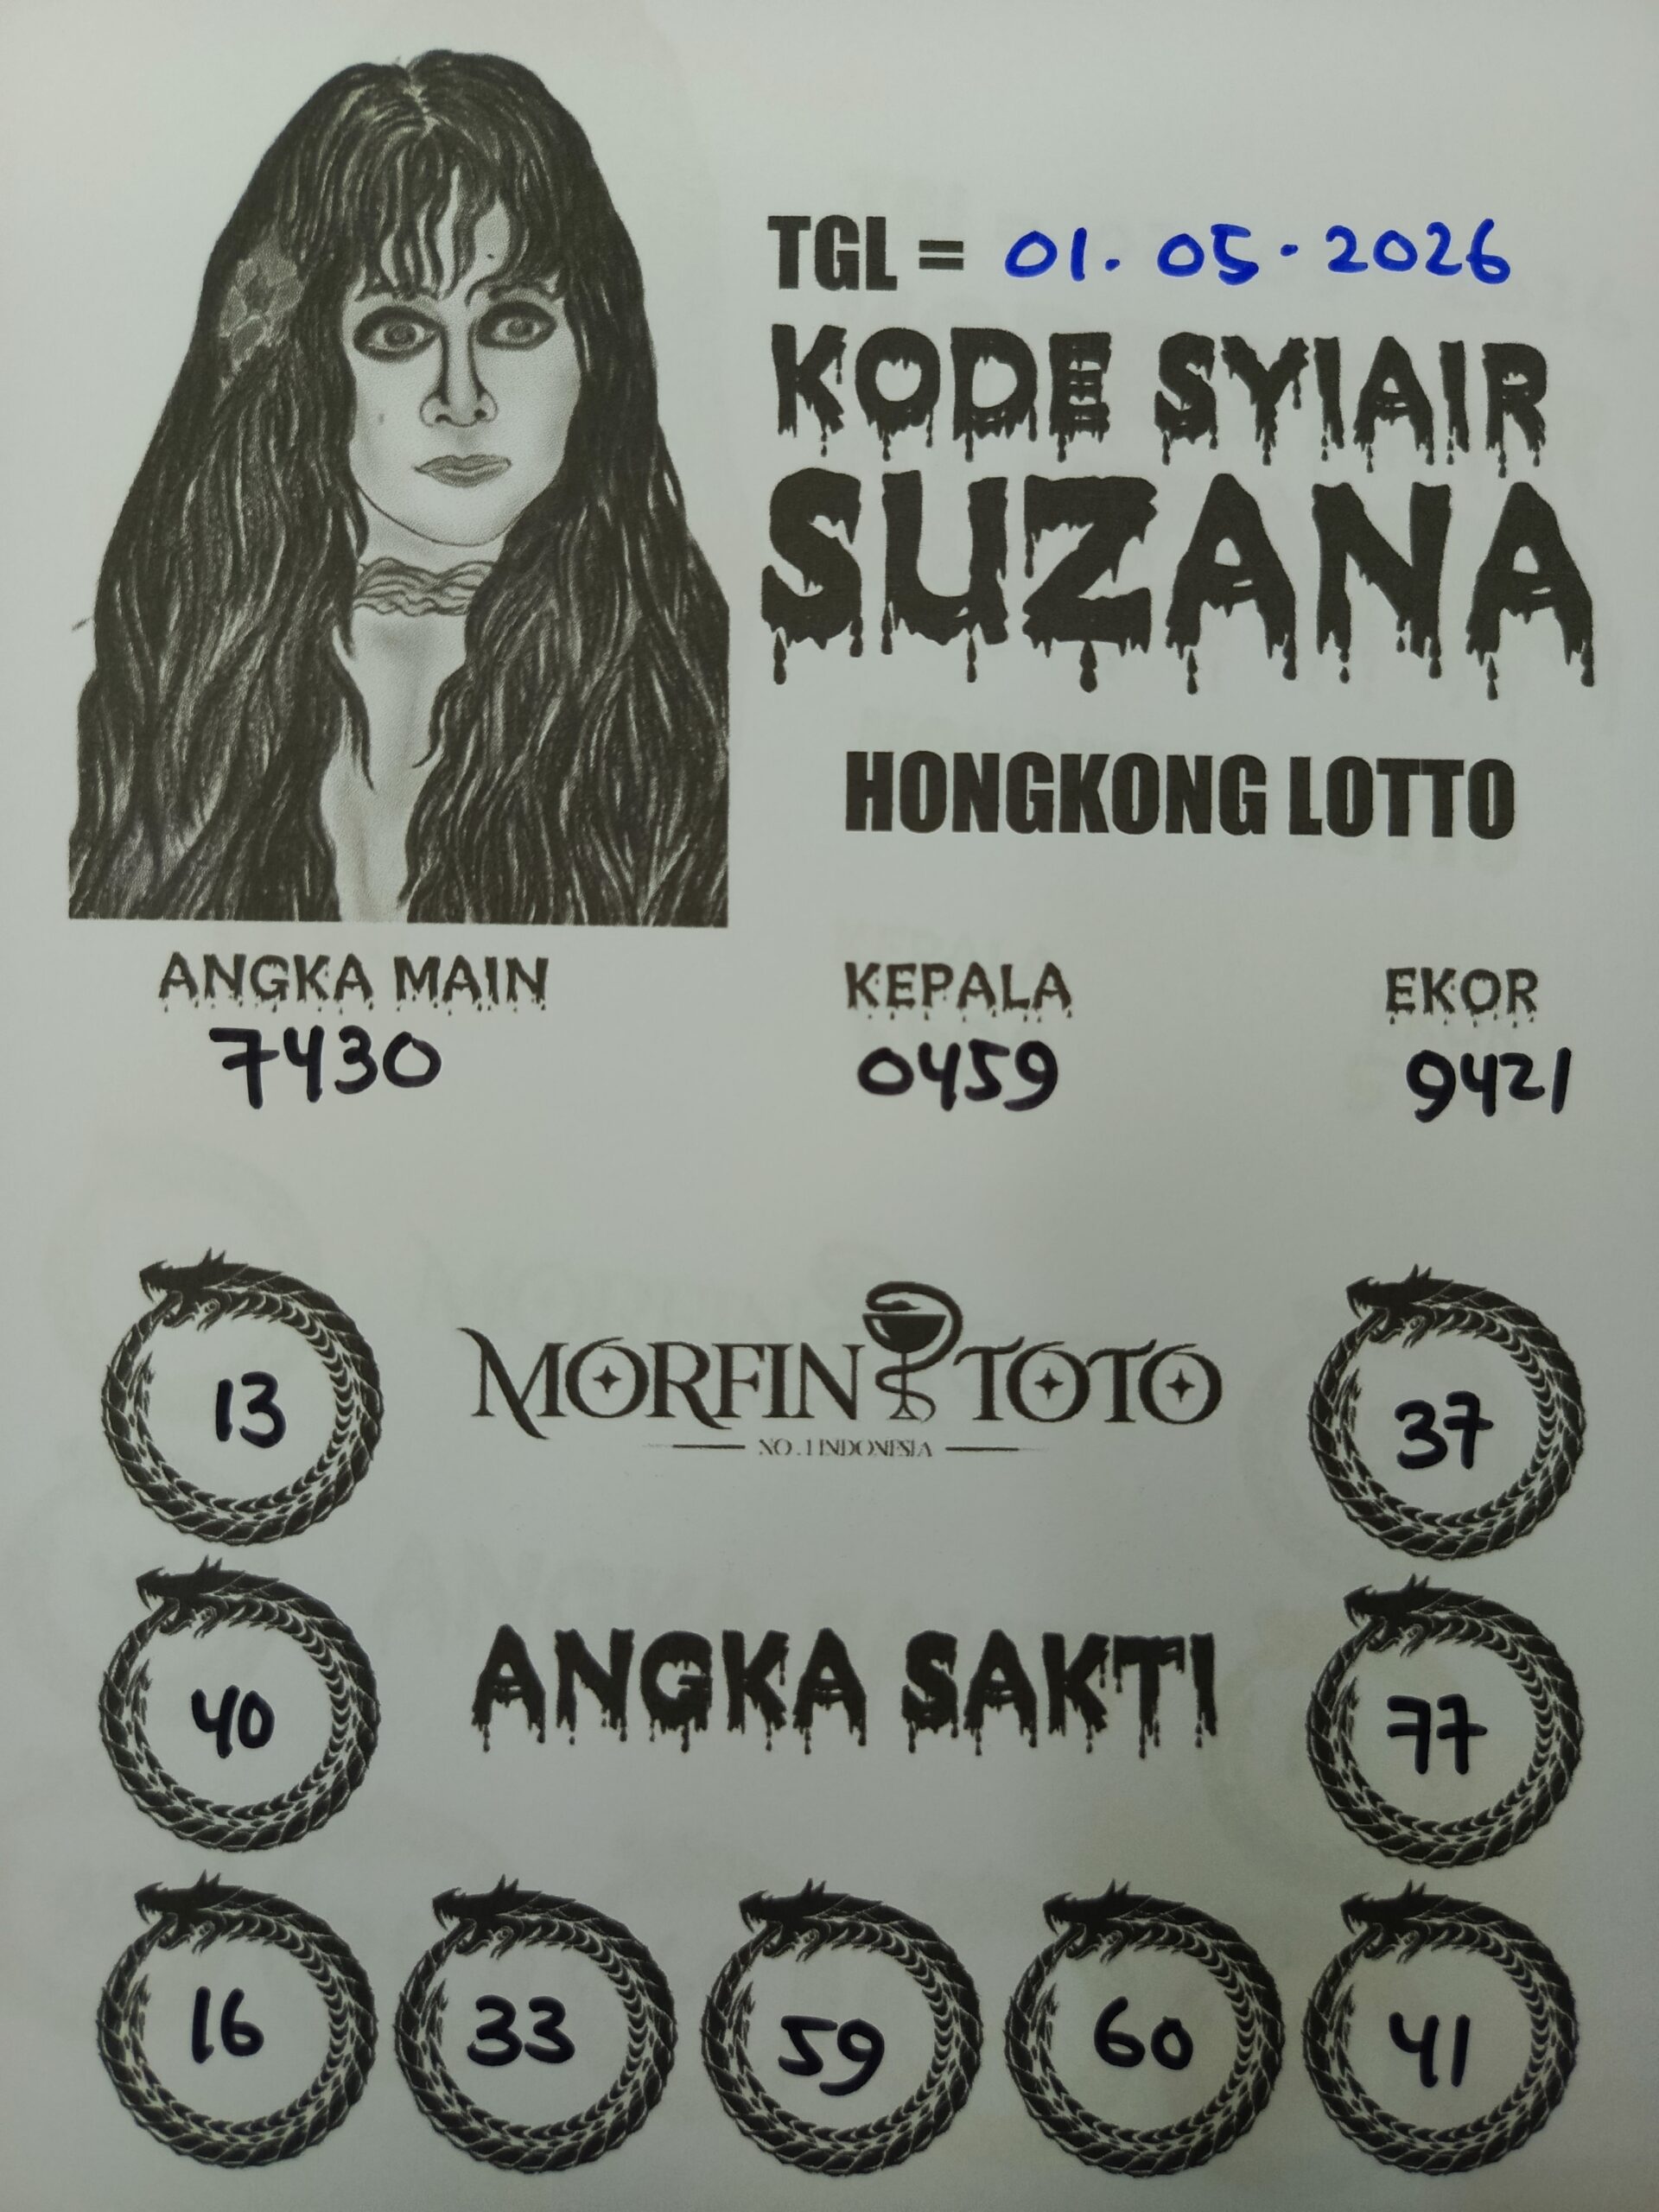 TGL = 01.05.2026
KODE SYIAIR
SUZANA
HONGKONG LOTTO
ANGKA MAIN KEPALA EKOR
7430 0459 9421
13 MORFIN TOTO 37
NO.1 INDONESIA
40 ANGKA SAKTI 77
16 33 59 60 41